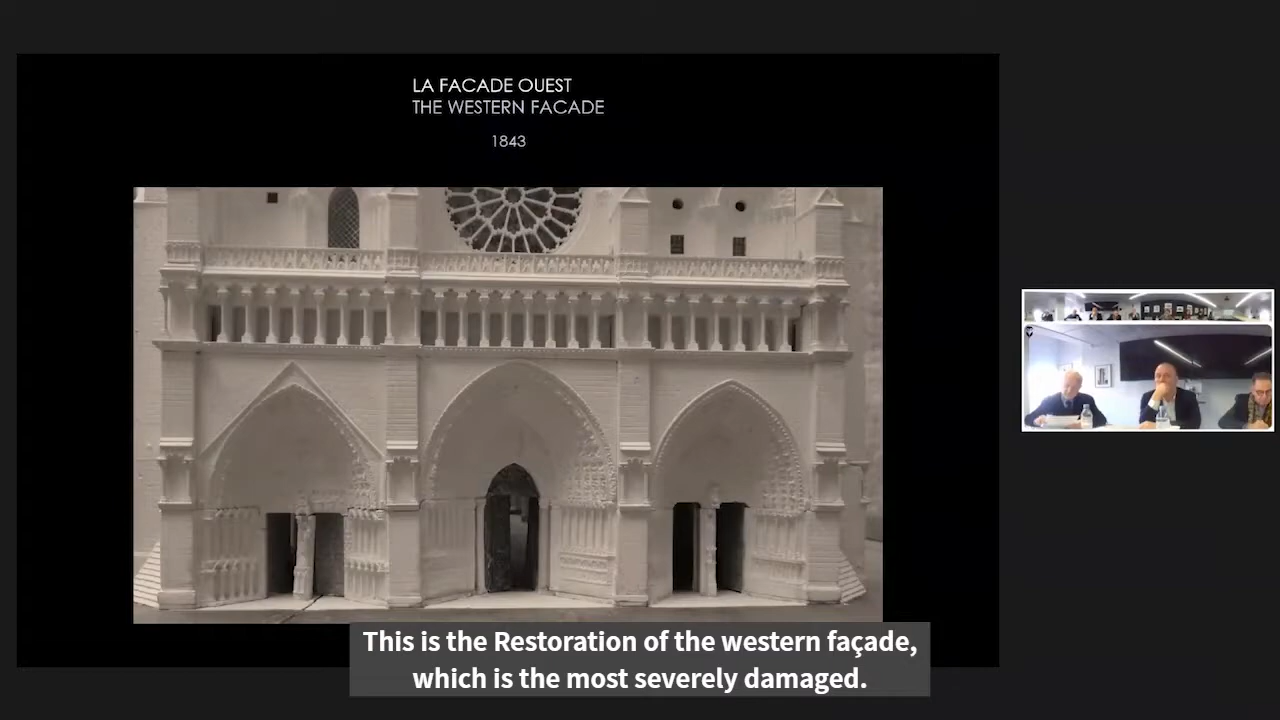 LA FACADE OUEST
THE WESTERN FACADE
1843
This is the Restoration of the western façade,
which is the most severely damaged.